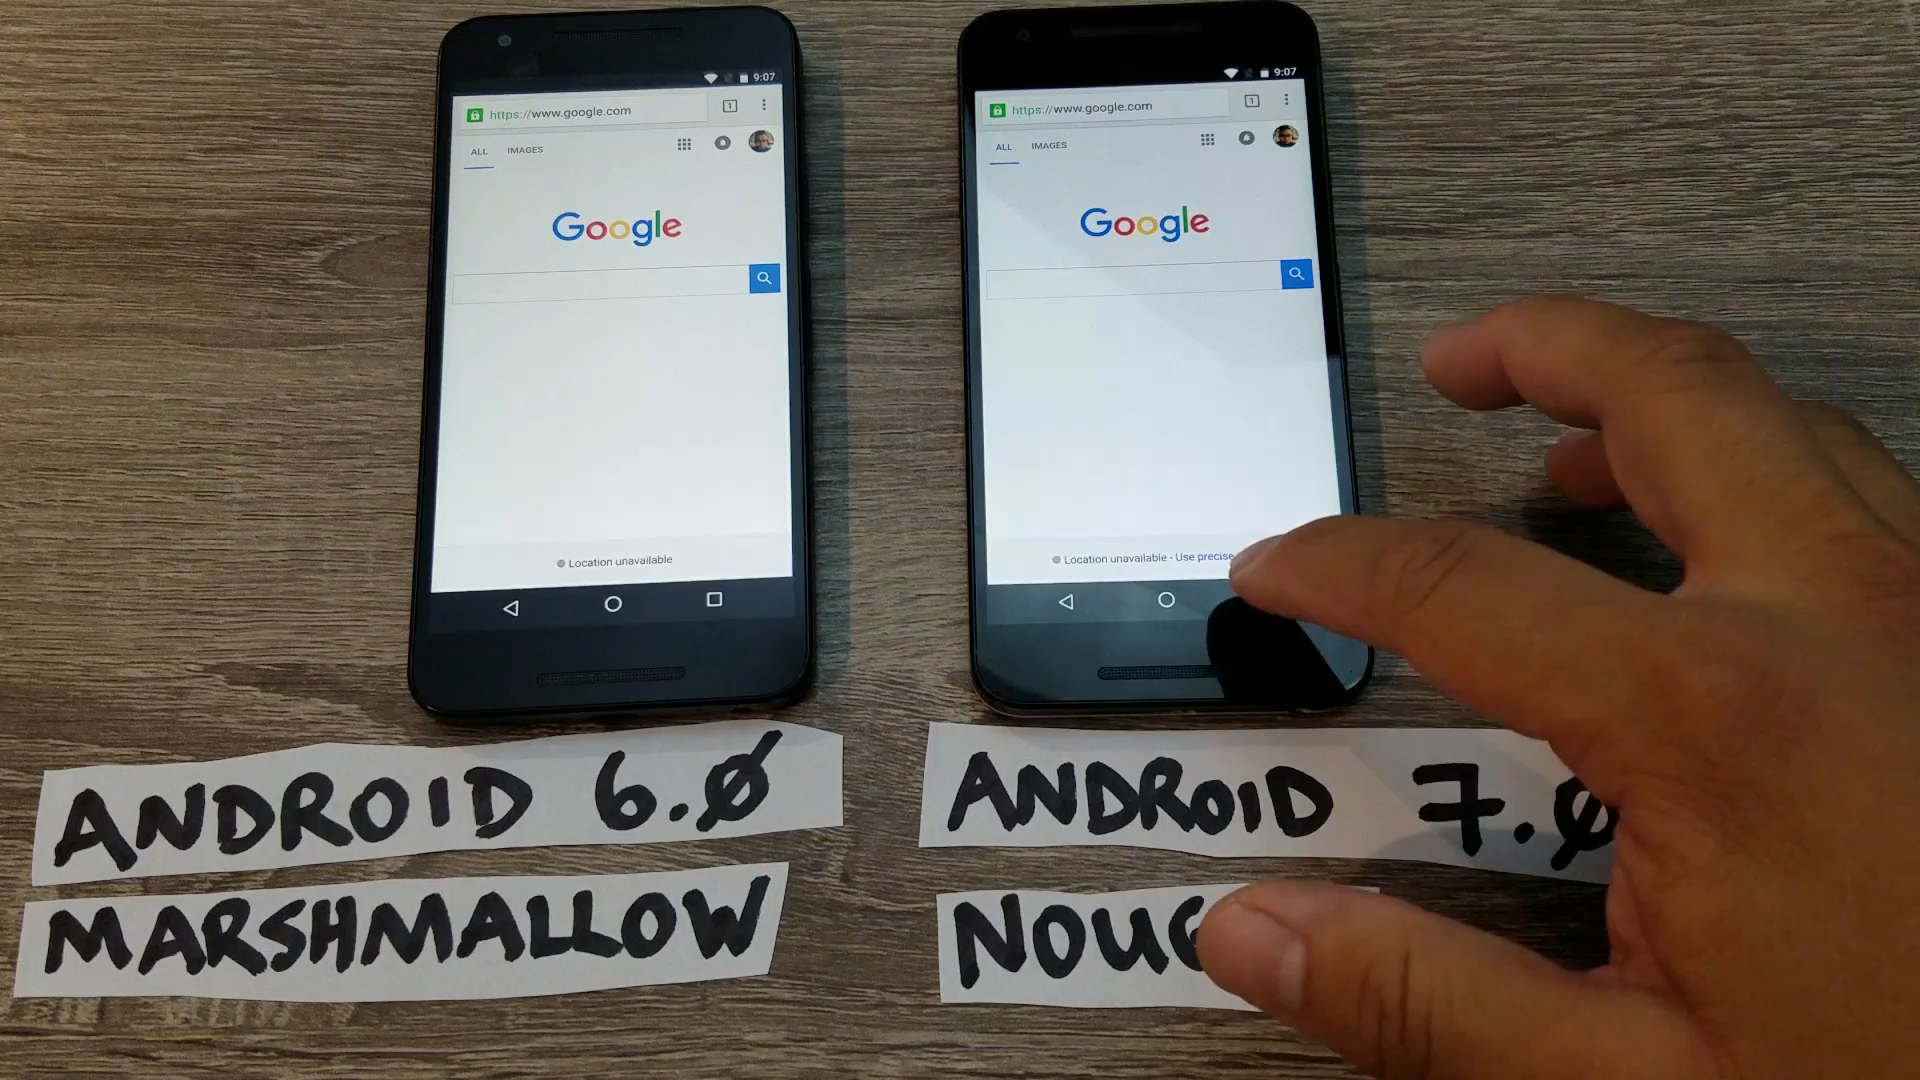 9:07
https://www.google.com
1
ALL IMAGES
Google
Location unavailable
9:07
https://www.google.com
1
ALL IMAGES
Google
Location unavailable - Use precise
ANDROID 6.0
MARSHMALLOW
ANDROID 7.0
NOUG